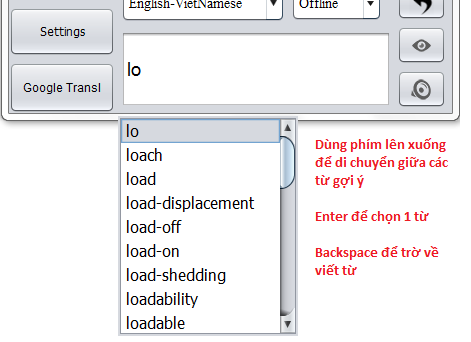 English-VietNamese
Offline
Settings
Google Transl
lo
lo
loach
load
load-displacement
load-off
load-on
load-shedding
loadability
loadable
Dùng phím lên xuống
để di chuyển giữa các
từ gợi ý
Enter để chọn 1 từ
Backspace để trờ về
viết từ